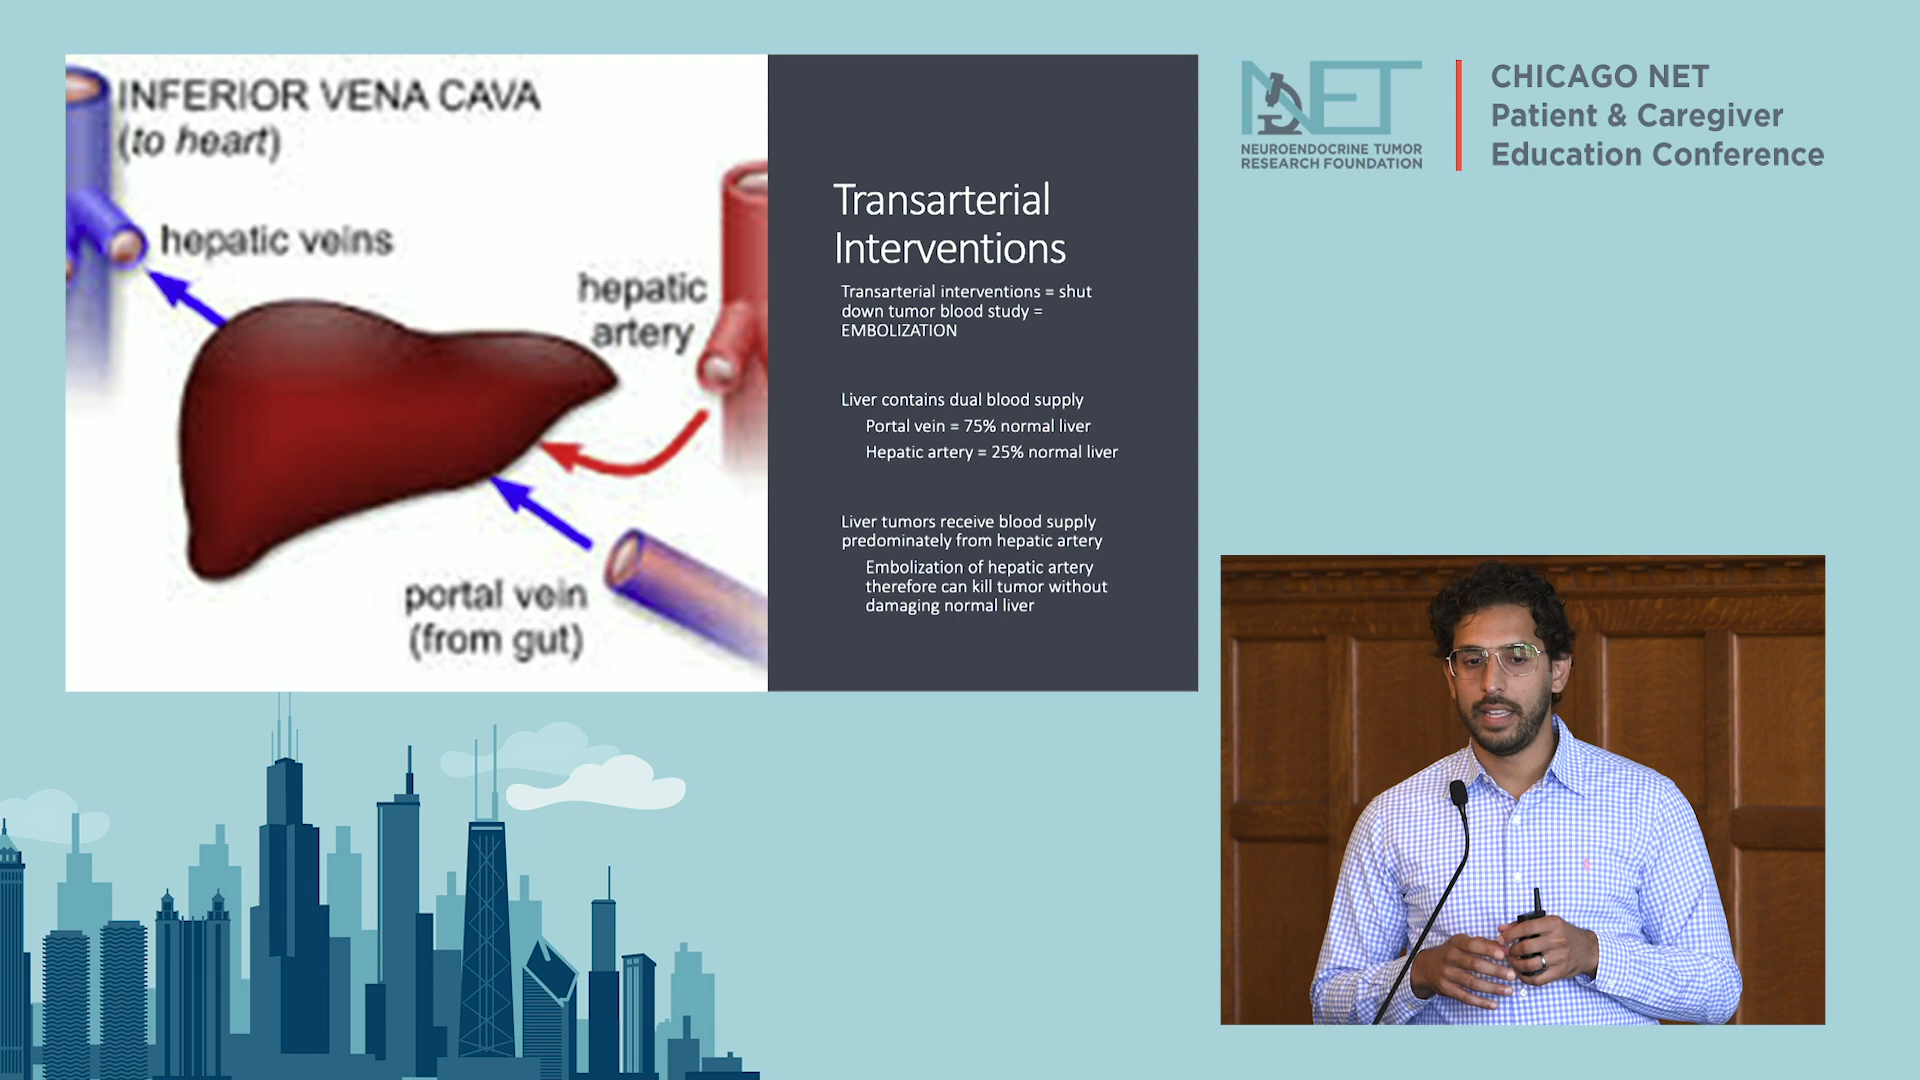 INFERIOR VENA CAVA
(to heart)
hepatic veins
hepatic
artery
portal vein
(from gut)
Transarterial
Interventions
Transarterial interventions = shut
down tumor blood study =
EMBOLIZATION
Liver contains dual blood supply
Portal vein = 75% normal liver
Hepatic artery = 25% normal liver
Liver tumors receive blood supply
predominately from hepatic artery
Embolization of hepatic artery
therefore can kill tumor without
damaging normal liver
NET
NEUROENDOCRINE TUMOR
RESEARCH FOUNDATION
CHICAGO NET
Patient & Caregiver
Education Conference